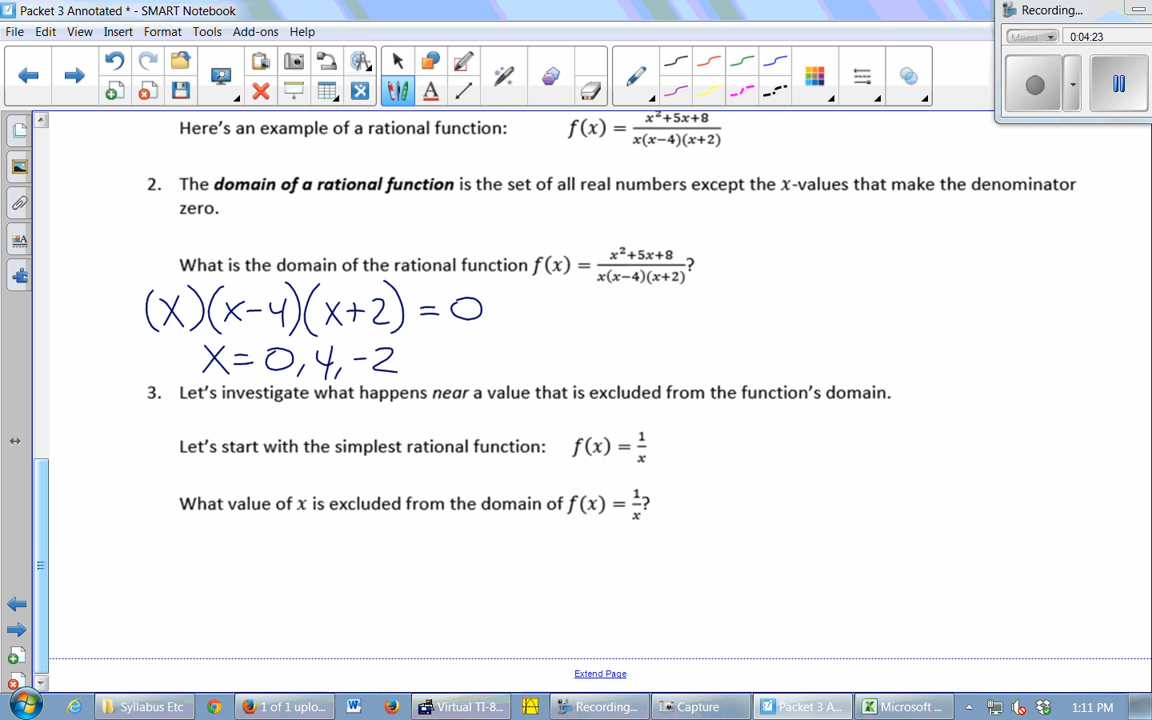 Packet 3 Annotated * - SMART Notebook
Recording...
File Edit View Insert Format Tools Add-ons Help
Menu
0:04:23
Here's an example of a rational function: f(x) = x²+5x+8 / x(x−4)(x+2)
2. The domain of a rational function is the set of all real numbers except the x-values that make the denominator
zero.
What is the domain of the rational function f(x) = x²+5x+8 / x(x−4)(x+2)?
(x)(x-4)(x+2) = 0
x = 0, 4, -2
3. Let's investigate what happens near a value that is excluded from the function's domain.
Let's start with the simplest rational function: f(x) = 1/x
What value of x is excluded from the domain of f(x) = 1/x?
Extend Page
Syllabus Etc
1 of 1 uplo...
Virtual TI-8...
Recording...
Capture
Packet 3 A...
Microsoft ...
1:11 PM